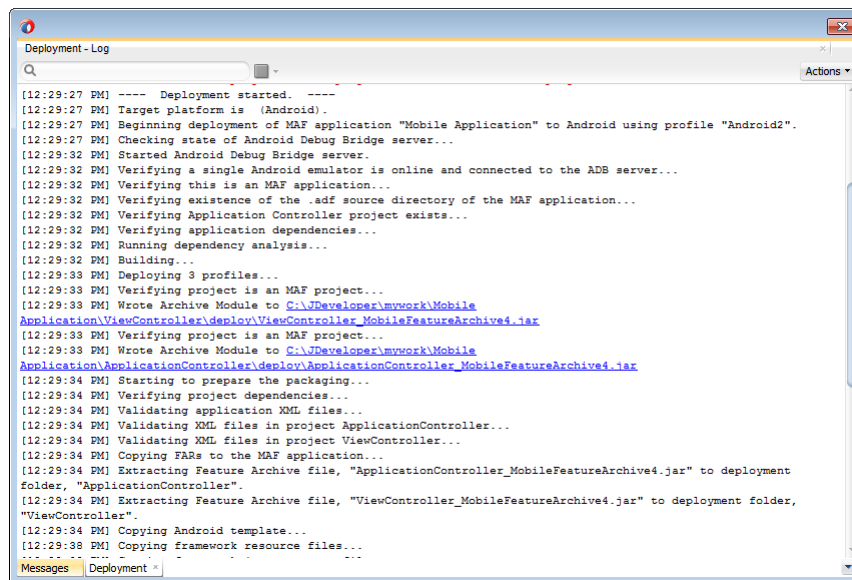 Deployment - Log
Actions
[12:29:27 PM] ---- Deployment started. ----
[12:29:27 PM] Target platform is (Android).
[12:29:27 PM] Beginning deployment of MAF application "Mobile Application" to Android using profile "Android2".
[12:29:27 PM] Checking state of Android Debug Bridge server...
[12:29:32 PM] Started Android Debug Bridge server.
[12:29:32 PM] Verifying a single Android emulator is online and connected to the ADB server...
[12:29:32 PM] Verifying this is an MAF application...
[12:29:32 PM] Verifying existence of the .adf source directory of the MAF application...
[12:29:32 PM] Verifying Application Controller project exists...
[12:29:32 PM] Verifying application dependencies...
[12:29:32 PM] Running dependency analysis...
[12:29:32 PM] Building...
[12:29:33 PM] Deploying 3 profiles...
[12:29:33 PM] Verifying project is an MAF project...
[12:29:33 PM] Wrote Archive Module to C:\JDeveloper\mywork\Mobile
Application\ViewController\deploy\ViewController_MobileFeatureArchive4.jar
[12:29:33 PM] Verifying project is an MAF project...
[12:29:33 PM] Wrote Archive Module to C:\JDeveloper\mywork\Mobile
Application\ApplicationController\deploy\ApplicationController_MobileFeatureArchive4.jar
[12:29:34 PM] Starting to prepare the packaging...
[12:29:34 PM] Verifying project dependencies...
[12:29:34 PM] Validating application XML files...
[12:29:34 PM] Validating XML files in project ApplicationController...
[12:29:34 PM] Validating XML files in project ViewController...
[12:29:34 PM] Copying FARs to the MAF application...
[12:29:34 PM] Extracting Feature Archive file, "ApplicationController_MobileFeatureArchive4.jar" to deployment
folder, "ApplicationController".
[12:29:34 PM] Extracting Feature Archive file, "ViewController_MobileFeatureArchive4.jar" to deployment folder,
"ViewController".
[12:29:34 PM] Copying Android template...
[12:29:38 PM] Copying framework resource files...
Messages Deployment